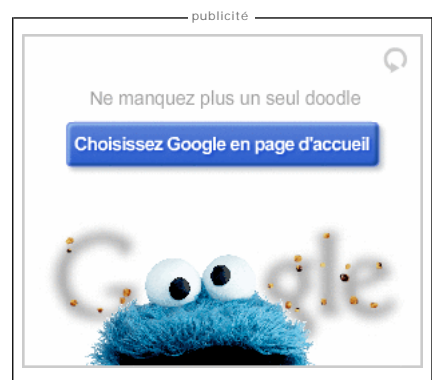 publicité
Ne manquez plus un seul doodle
Choisissez Google en page d'accueil
Google